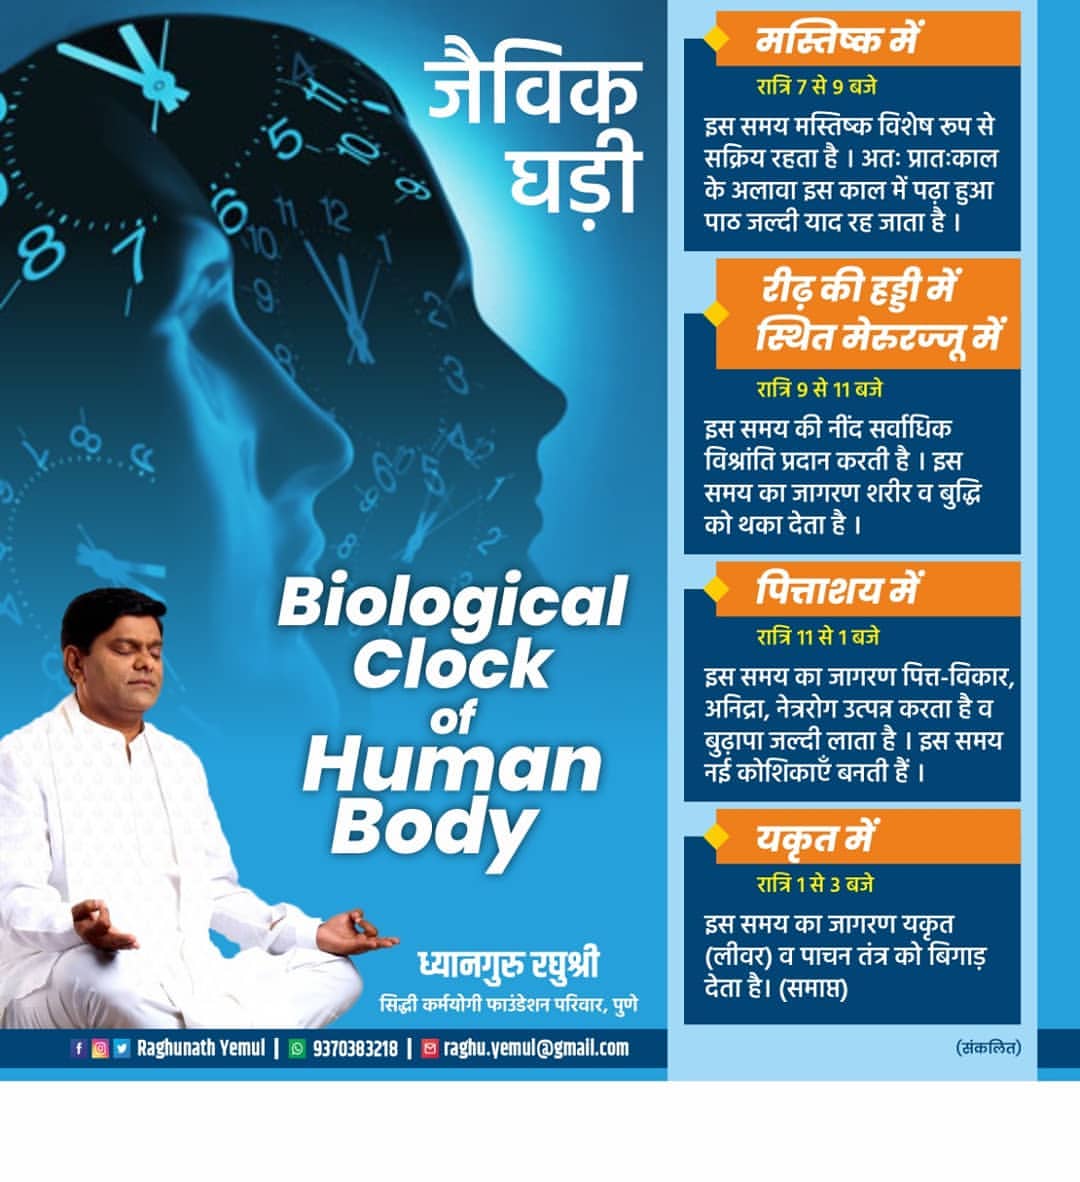 जैविक
घड़ी
Biological
Clock
of
Human
Body
ध्यानगुरु रघुश्री
सिद्धी कर्मयोगी फाउंडेशन परिवार, पुणे
Raghunath Yemul | 9370383218 | raghu.yemul@gmail.com
मस्तिष्क में
रात्रि 7 से 9 बजे
इस समय मस्तिष्क विशेष रूप से
सक्रिय रहता है । अतः प्रातःकाल
के अलावा इस काल में पढ़ा हुआ
पाठ जल्दी याद रह जाता है ।
रीढ़ की हड्डी में
स्थित मेरुरज्जू में
रात्रि 9 से 11 बजे
इस समय की नींद सर्वाधिक
विश्रांति प्रदान करती है । इस
समय का जागरण शरीर व बुद्धि
को थका देता है ।
पित्ताशय में
रात्रि 11 से 1 बजे
इस समय का जागरण पित्त-विकार,
अनिद्रा, नेत्ररोग उत्पन्न करता है व
बुढ़ापा जल्दी लाता है । इस समय
नई कोशिकाएँ बनती हैं ।
यकृत में
रात्रि 1 से 3 बजे
इस समय का जागरण यकृत
(लीवर) व पाचन तंत्र को बिगाड़
देता है। (समाप्त)
(संकलित)